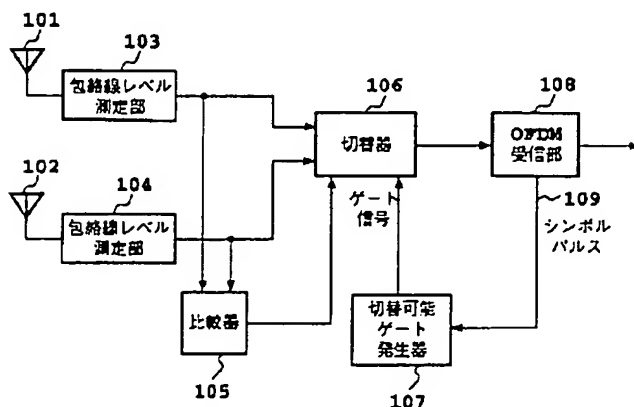 101
103
包絡線レベル
測定部
106
切替器
108
OFDM
受信部
102
104
包絡線レベル
測定部
ゲート
信号
109
シンボル
パルス
比較器
105
切替可能
ゲート
発生器
107